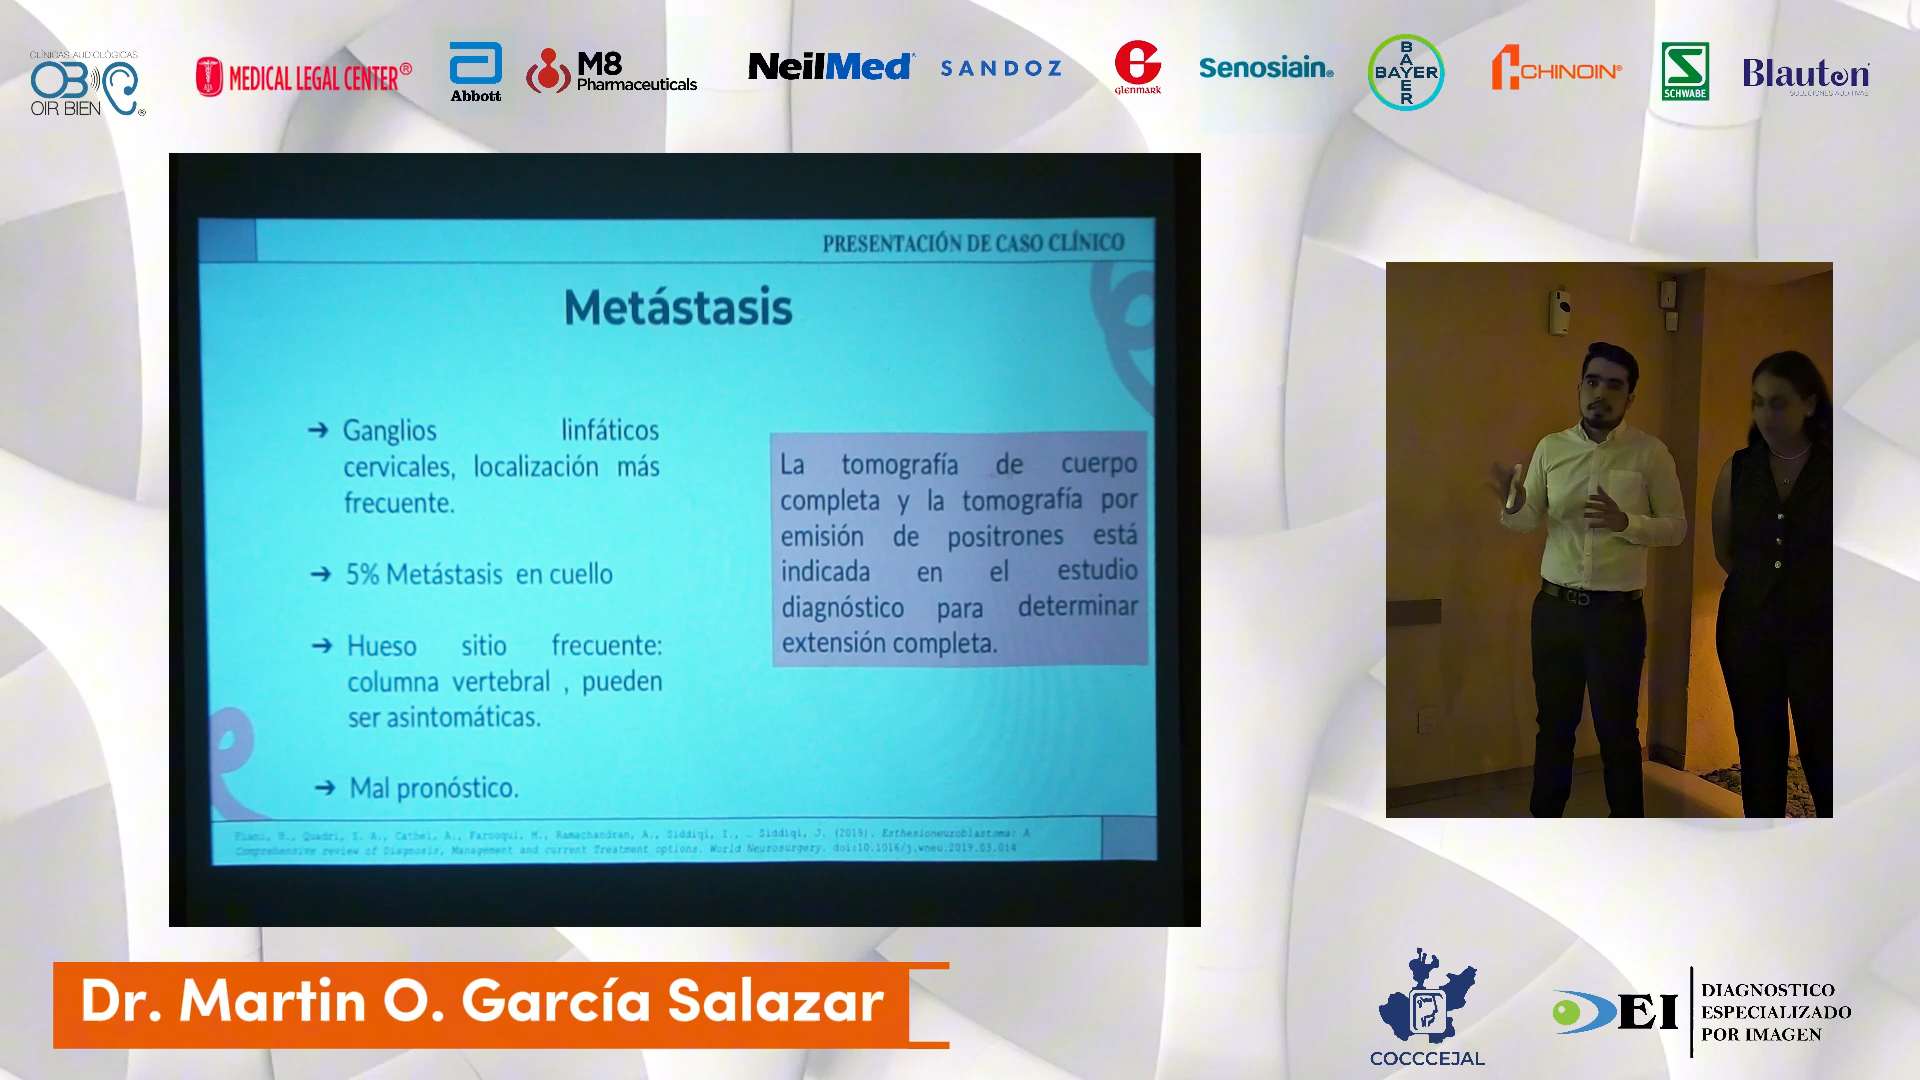 CLÍNICAS AUDIOLÓGICAS
OB
OIR BIEN ®
MEDICAL LEGAL CENTER®
Abbott
M8
Pharmaceuticals
NeilMed®
SANDOZ
glenmark
Senosiain®
BAYER
BAYER
CHINOIN®
SCHWABE
Blauton
SOLUCIONES AUDITIVAS
PRESENTACIÓN DE CASO CLÍNICO
Metástasis
➔ Ganglios linfáticos
cervicales, localización más
frecuente.
➔ 5% Metástasis en cuello
➔ Hueso sitio frecuente:
columna vertebral , pueden
ser asintomáticas.
➔ Mal pronóstico.
La tomografía de cuerpo
completa y la tomografía por
emisión de positrones está
indicada en el estudio
diagnóstico para determinar
extensión completa.
B., Quadri, S. A., Cathel, A., Farooqui, M., Ramachandran, A., Siddiqi, I., … Siddiqi, J. (2019). Esthesioneuroblastoma: A
Comprehensive review of Diagnosis, Management and current Treatment options. World Neurosurgery. doi:10.1016/j.wneu.2019.03.014
Dr. Martin O. García Salazar
COCCCEJAL
DEI
DIAGNOSTICO
ESPECIALIZADO
POR IMAGEN